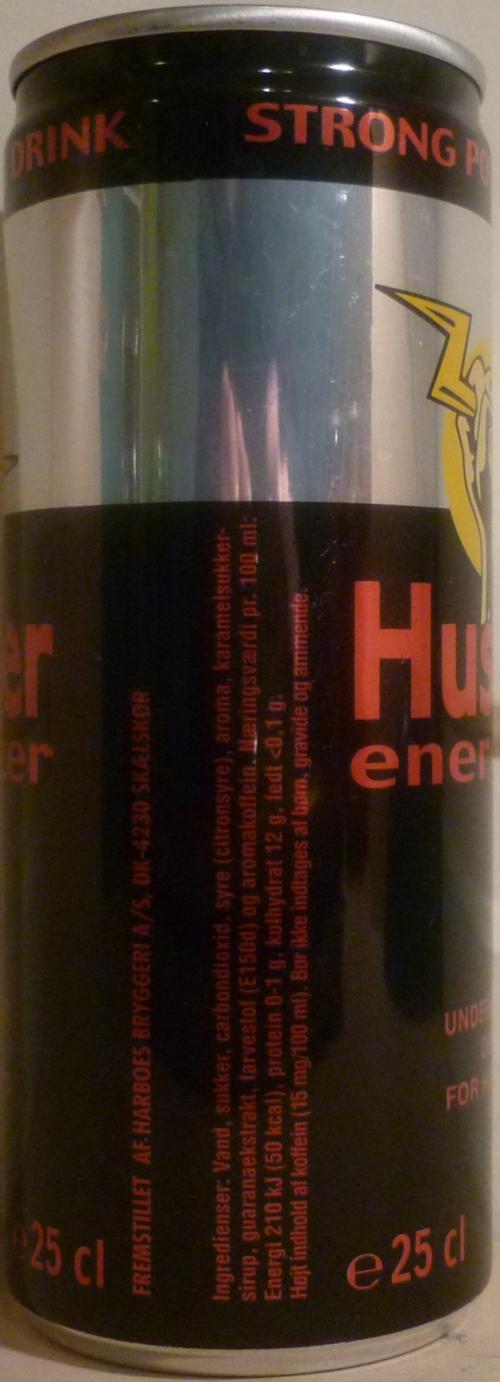 DRINK
STRONG PO
er
er
Hus
ener
FREMSTILLET AF HARBOES BRYGGERI A/S, DK-4230 SKÆLSKØR
Ingredienser: Vand, sukker, carbondioxid, syre (citronsyre), aroma, karamelsukker-
sirup, guaranaekstrakt, farvestof (E150d) og aromakoffein. Næringsværdi pr. 100 ml:
Energi 210 kJ (50 kcal), protein 0-1 g, kulhydrat 12 g, fedt <0,1 g.
Højt indhold af koffein (15 mg/100 ml). Bør ikke indtages af børn, gravide og ammende.
UNDE
FOR
e 25 cl
e 25 cl